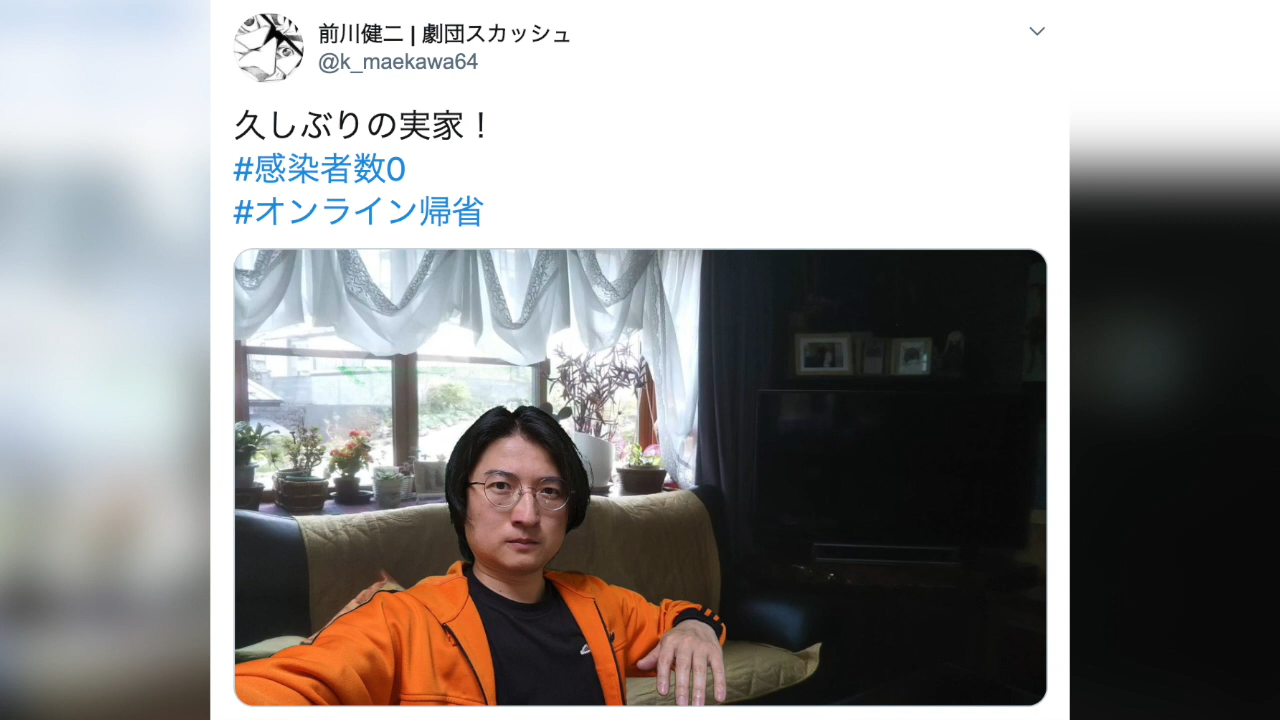 前川健二 | 劇団スカッシュ
@k_maekawa64
久しぶりの実家！
#感染者数0
#オンライン帰省